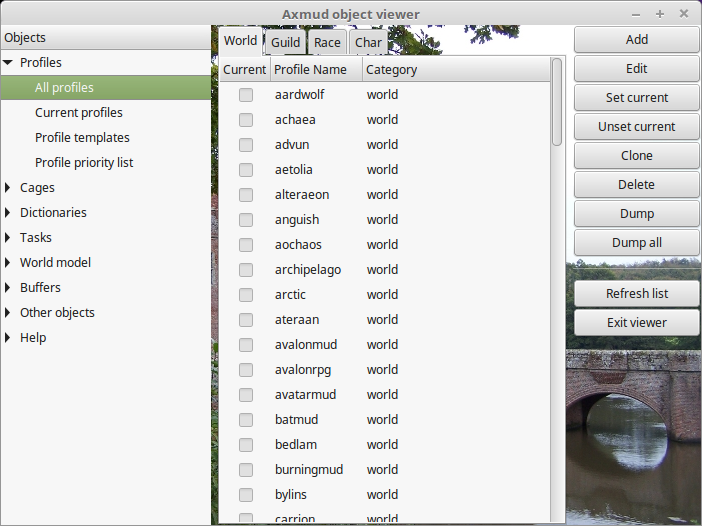 Axmud object viewer
Objects
Profiles
All profiles
Current profiles
Profile templates
Profile priority list
Cages
Dictionaries
Tasks
World model
Buffers
Other objects
Help
World Guild Race Char
Current Profile Name Category
aardwolf world
achaea world
advun world
aetolia world
alteraeon world
anguish world
aochaos world
archipelago world
arctic world
ateraan world
avalonmud world
avalonrpg world
avatarmud world
batmud world
bedlam world
burningmud world
bylins world
carrion world
Add
Edit
Set current
Unset current
Clone
Delete
Dump
Dump all
Refresh list
Exit viewer